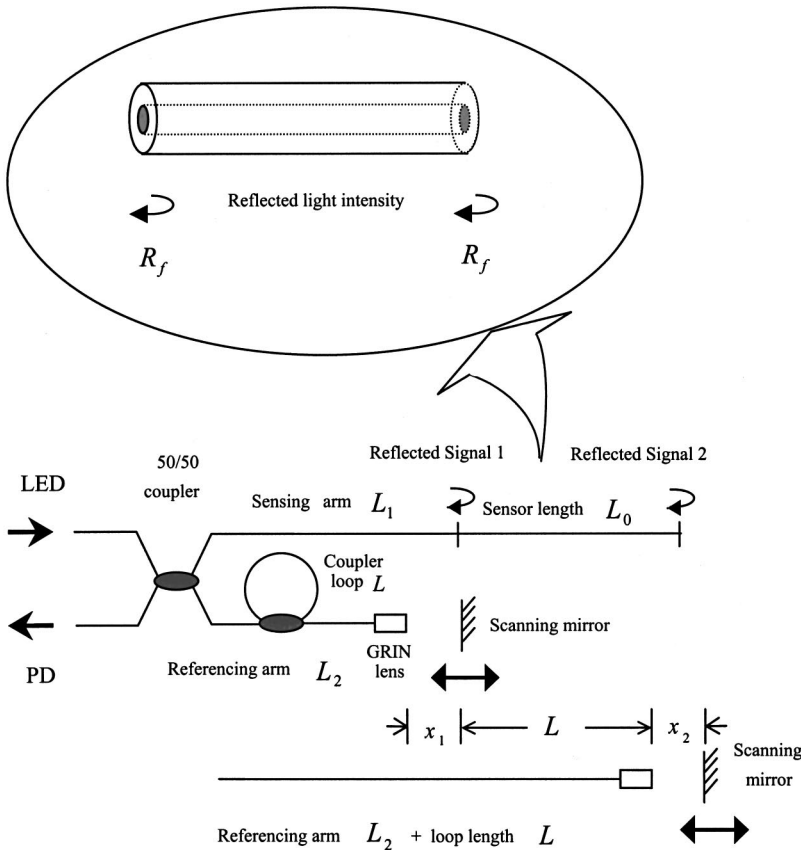 Reflected light intensity
R_f
R_f
Reflected Signal 1
Reflected Signal 2
50/50
coupler
LED
Sensing arm L_1
Sensor length L_0
Coupler
loop L
Scanning mirror
GRIN
lens
PD
Referencing arm L_2
x_1
L
x_2
Scanning
mirror
Referencing arm L_2 + loop length L